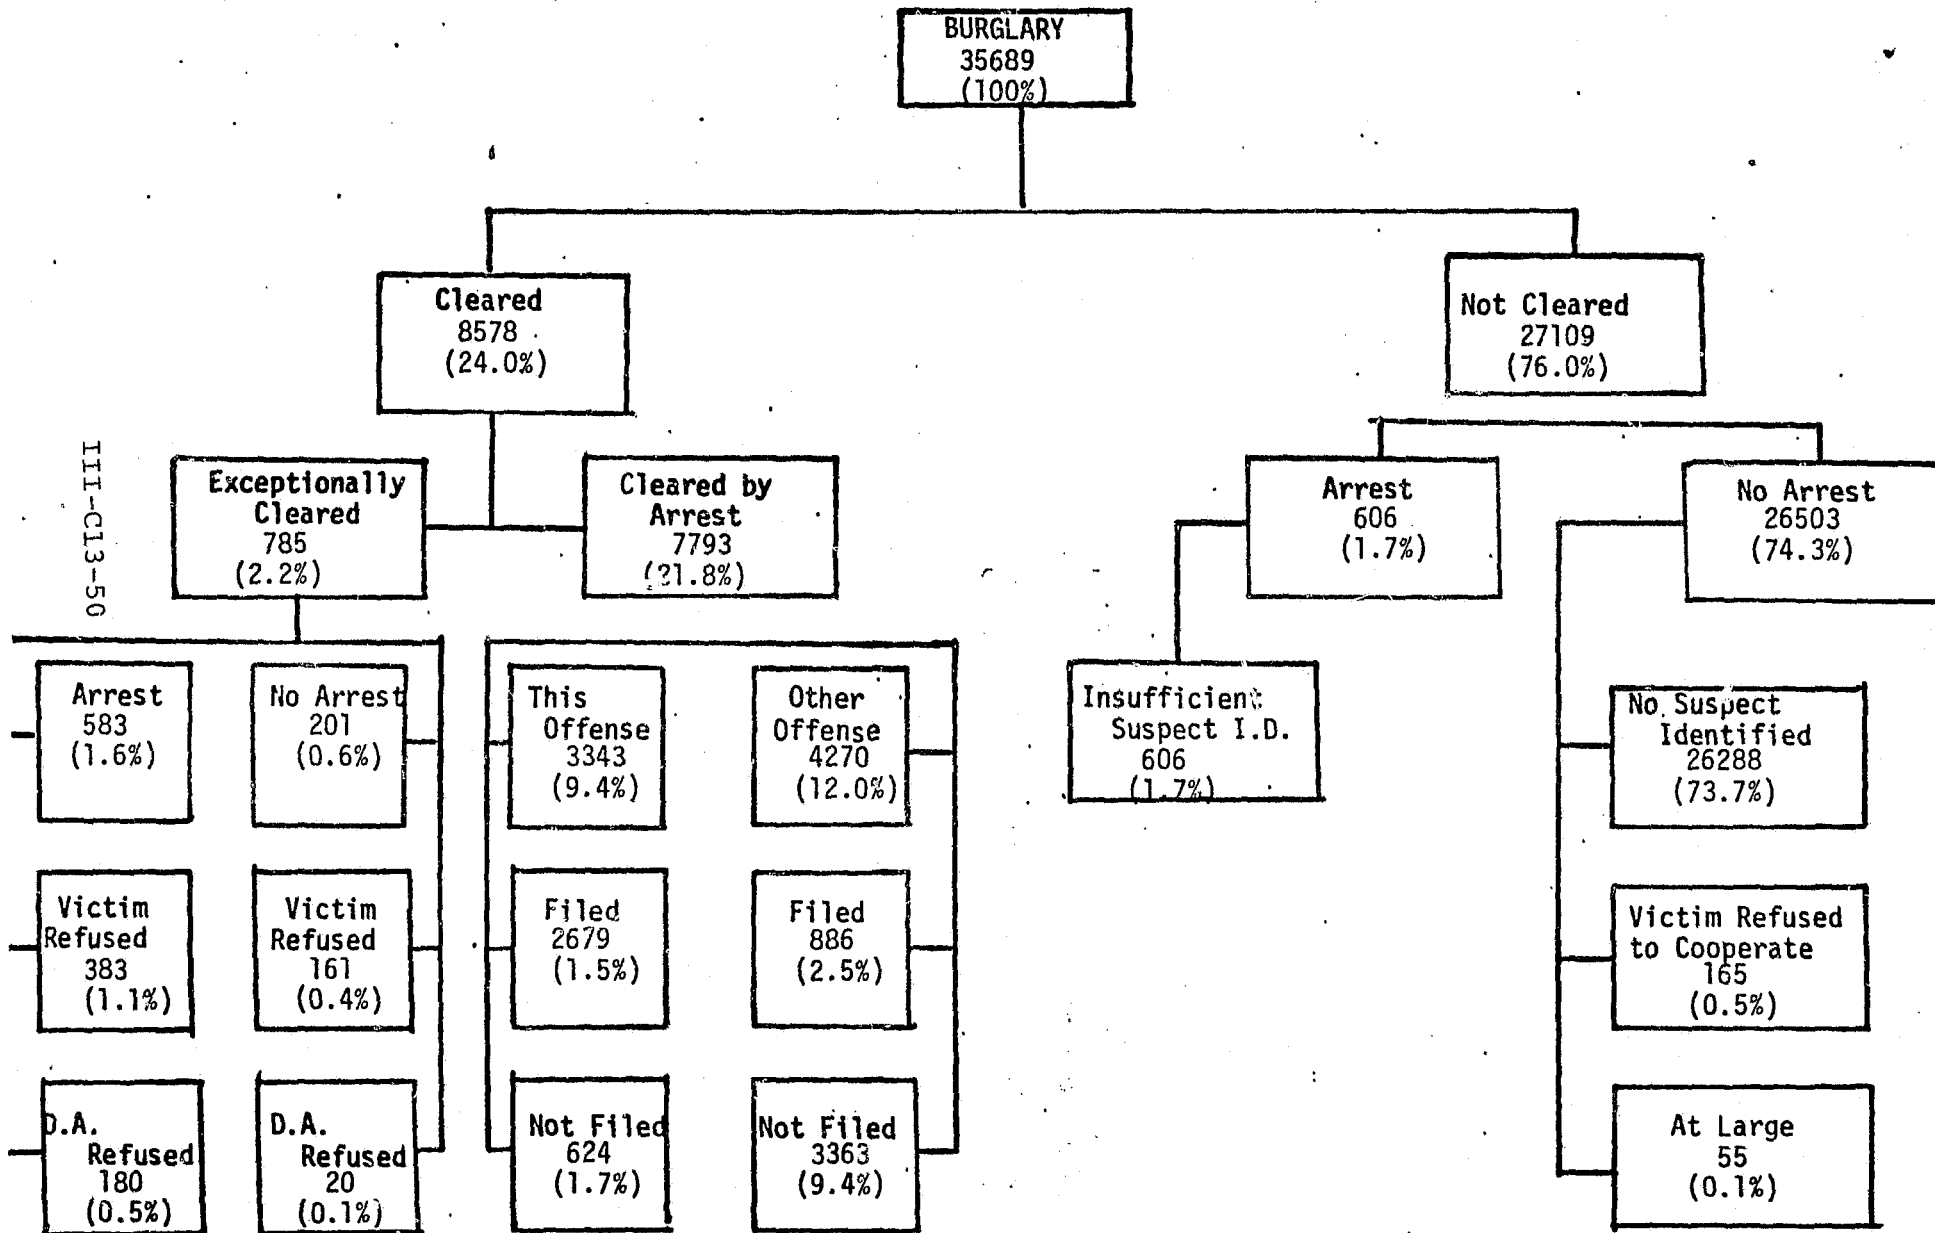 BURGLARY
35689
(100%)
Cleared
8578
(24.0%)
Not Cleared
27109
(76.0%)
III-C13-50
Exceptionally
Cleared
785
(2.2%)
Cleared by
Arrest
7793
(21.8%)
Arrest
606
(1.7%)
No Arrest
26503
(74.3%)
Arrest
583
(1.6%)
No Arrest
201
(0.6%)
This
Offense
3343
(9.4%)
Other
Offense
4270
(12.0%)
Insufficient
Suspect I.D.
606
(1.7%)
No Suspect
Identified
26288
(73.7%)
Victim
Refused
383
(1.1%)
Victim
Refused
161
(0.4%)
Filed
2679
(1.5%)
Filed
886
(2.5%)
Victim Refused
to Cooperate
165
(0.5%)
D.A.
Refused
180
(0.5%)
D.A.
Refused
20
(0.1%)
Not Filed
624
(1.7%)
Not Filed
3363
(9.4%)
At Large
55
(0.1%)